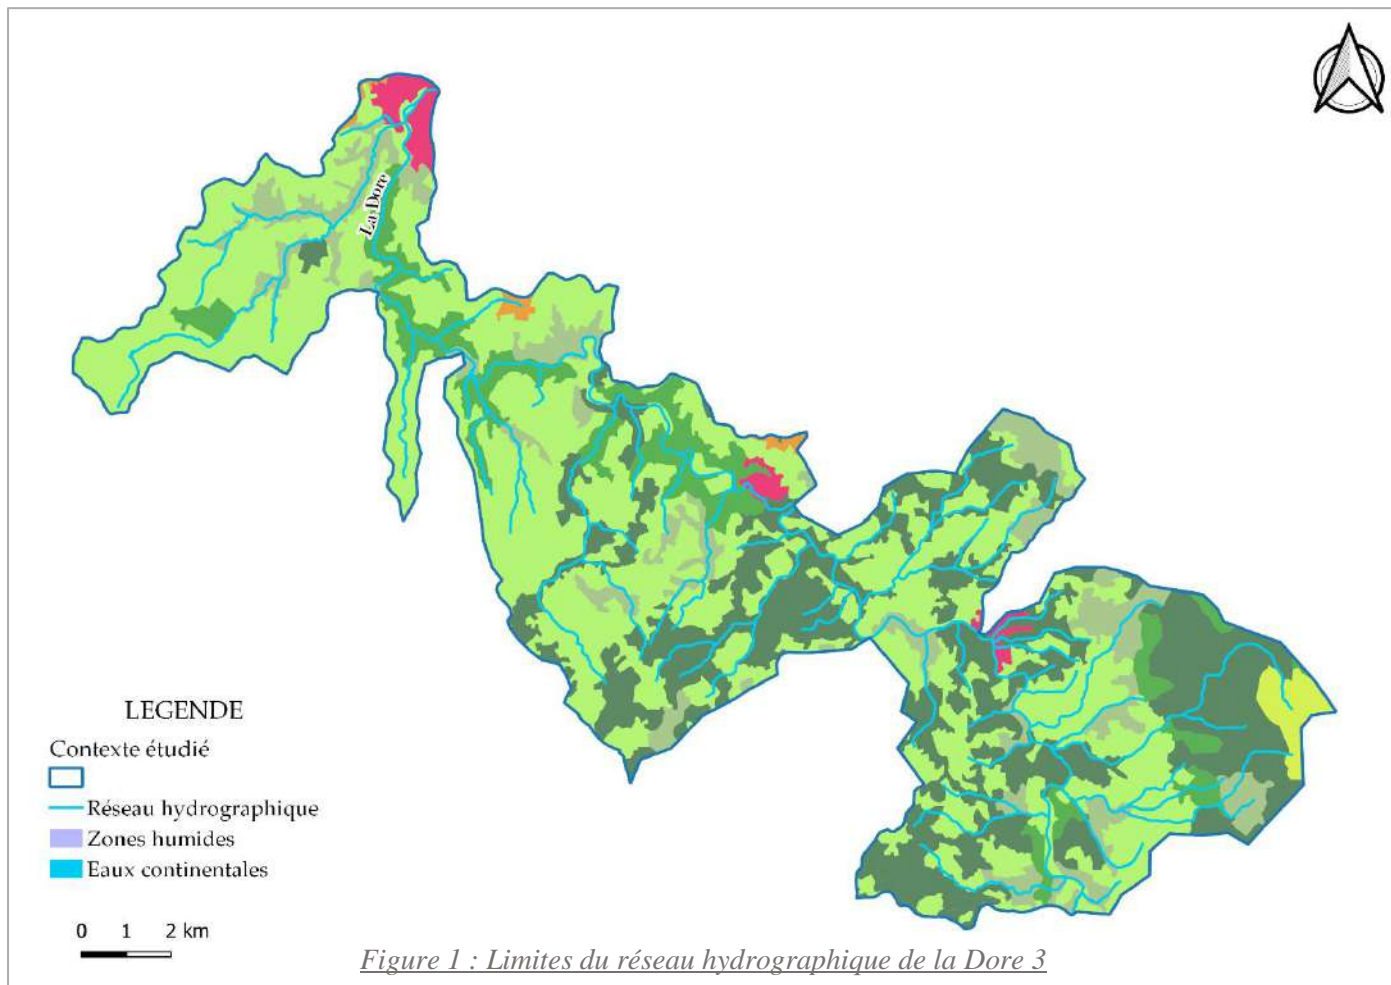 La Dore
LEGENDE
Contexte étudié
Réseau hydrographique
Zones humides
Eaux continentales
0 1 2 km
Figure 1 : Limites du réseau hydrographique de la Dore 3